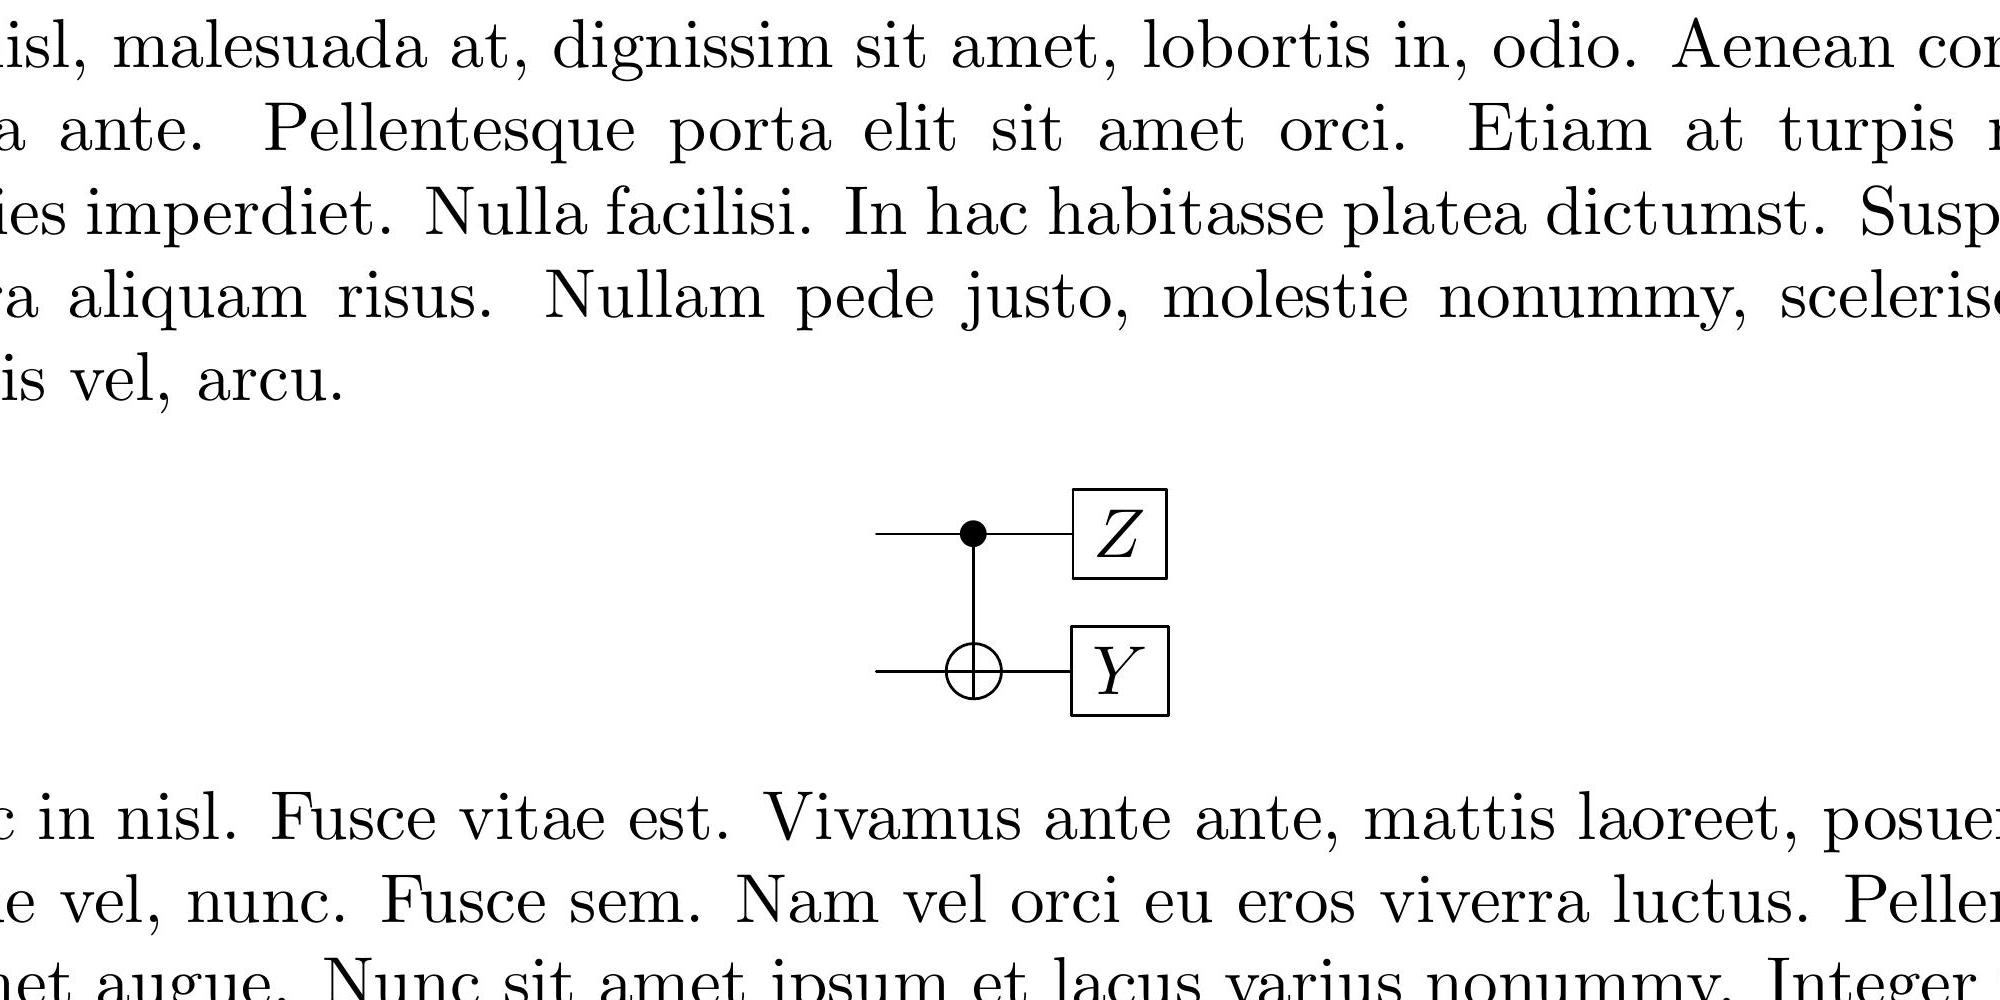 isl, malesuada at, dignissim sit amet, lobortis in, odio. Aenean
a ante. Pellentesque porta elit sit amet orci. Etiam at turpis
ies imperdiet. Nulla facilisi. In hac habitasse platea dictumst. Susp
a aliquam risus. Nullam pede justo, molestie nonummy, sceleris
is vel, arcu.
Z
Y
c in nisl. Fusce vitae est. Vivamus ante ante, mattis laoreet, posue
e vel, nunc. Fusce sem. Nam vel orci eu eros viverra luctus. Pelle
et augue. Nunc sit amet ipsum et lacus varius nonummy. Integer